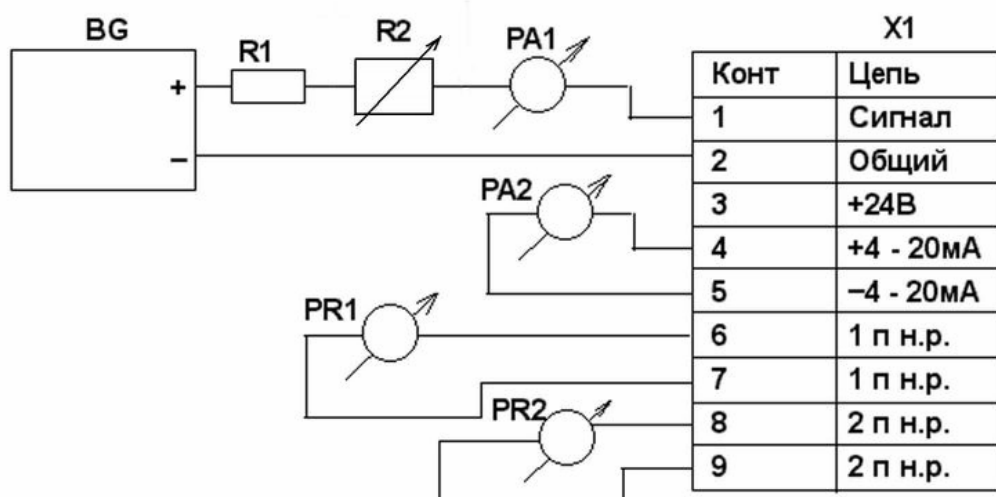 BG
R1
R2
PA1
X1
+
−
Конт Цепь
1 Сигнал
2 Общий
3 +24В
4 +4 - 20мА
5 −4 - 20мА
6 1 п н.р.
7 1 п н.р.
8 2 п н.р.
9 2 п н.р.
PA2
PR1
PR2